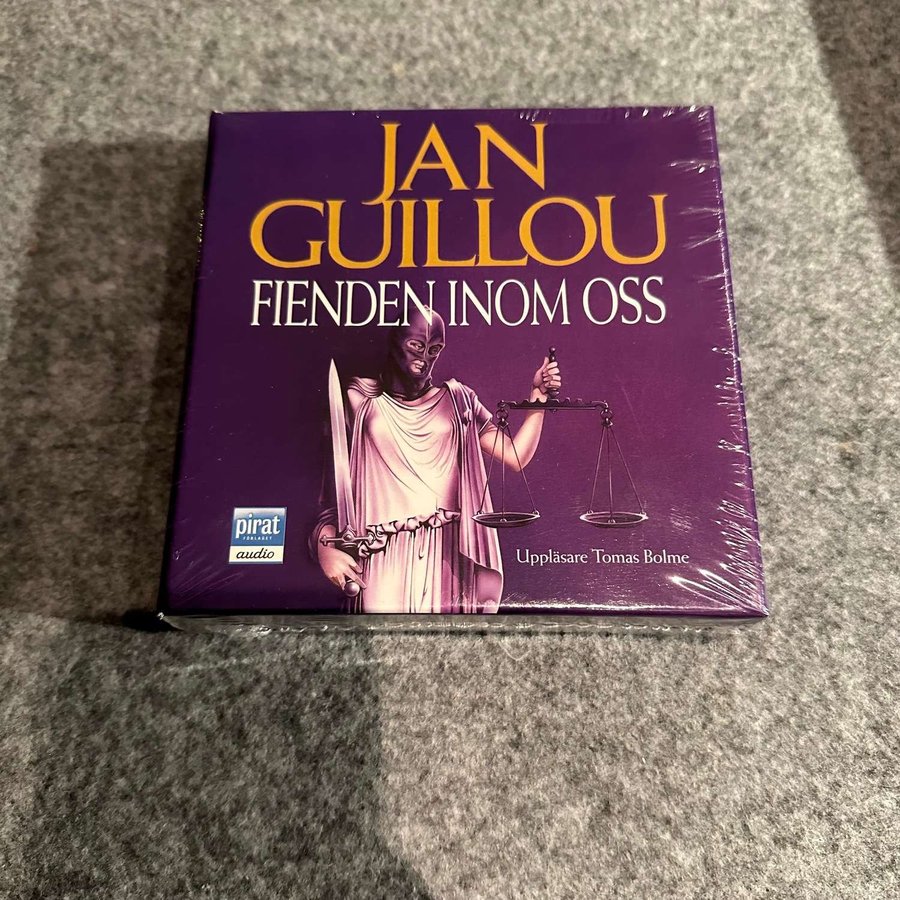 JAN
GUILLOU
FIENDEN INOM OSS
pirat
FÖRLAGET
audio
Uppläsare Tomas Bolme